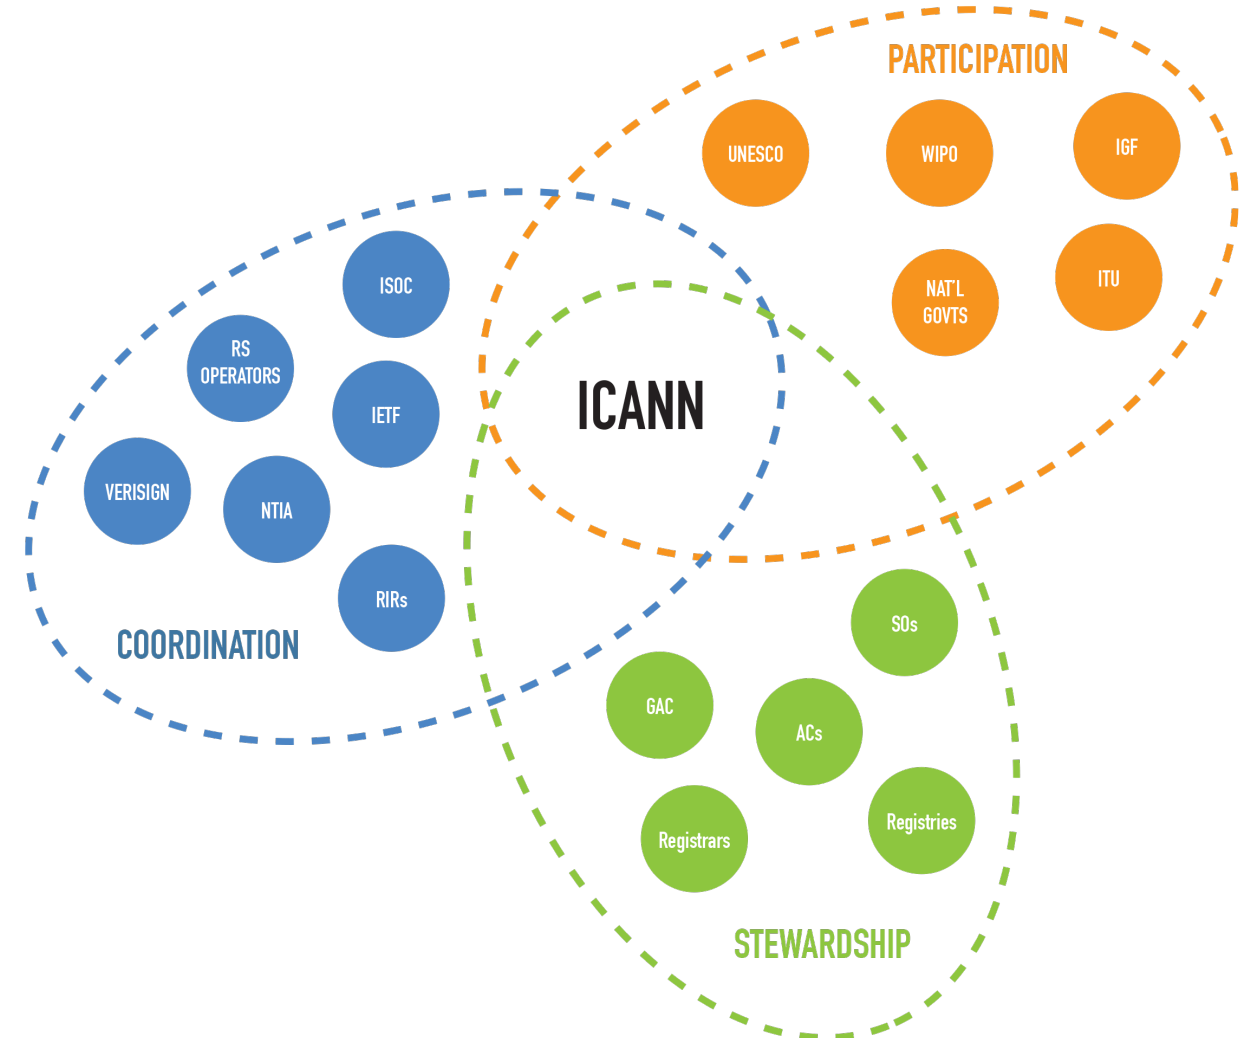 PARTICIPATION
UNESCO
WIPO
IGF
NAT'L
GOVTS
ITU
ISOC
RS
OPERATORS
IETF
VERISIGN
NTIA
RIRs
COORDINATION
ICANN
SOs
GAC
ACs
Registrars
Registries
STEWARDSHIP